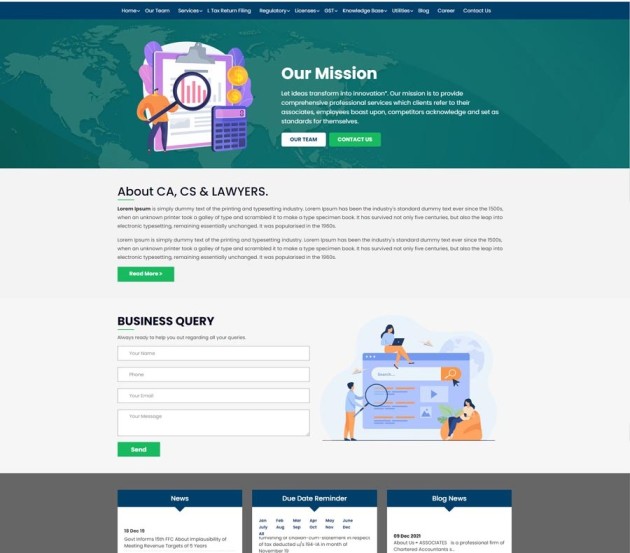 Home Our Team Services I. Tax Return Filing Regulatory Licenses GST Knowledge Base Utilities Blog Career Contact Us
Our Mission
Let ideas transform into innovation". Our mission is to provide
comprehensive professional services which clients refer to their
associates, employees boast upon, competitors acknowledge and set as
standards for themselves.
OUR TEAM CONTACT US
About CA, CS & LAWYERS.
Lorem Ipsum is simply dummy text of the printing and typesetting industry. Lorem Ipsum has been the industry's standard dummy text ever since the 1500s,
when an unknown printer took a galley of type and scrambled it to make a type specimen book. It has survived not only five centuries, but also the leap into
electronic typesetting, remaining essentially unchanged. It was popularised in the 1960s.
Lorem Ipsum is simply dummy text of the printing and typesetting industry. Lorem Ipsum has been the industry's standard dummy text ever since the 1500s,
when an unknown printer took a galley of type and scrambled it to make a type specimen book. It has survived not only five centuries, but also the leap into
electronic typesetting, remaining essentially unchanged. It was popularised in the 1960s.
Read More >
BUSINESS QUERY
Always ready to help you out regarding all your queries.
Your Name
Phone
Your Email
Your Message
Send
Search...
News
18 Dec 15
Govt Informs 15th FFC About Implausibility of
Meeting Revenue Targets of 5 Years
Due Date Reminder
Jan Feb Mar Apr May June
July Aug Sep Oct Nov Dec
All
of tax deducted u/s 194-IA in month of
November 19
Blog News
09 Dec 2021
About Us • ASSOCIATES is a professional firm of
Chartered Accountants s...